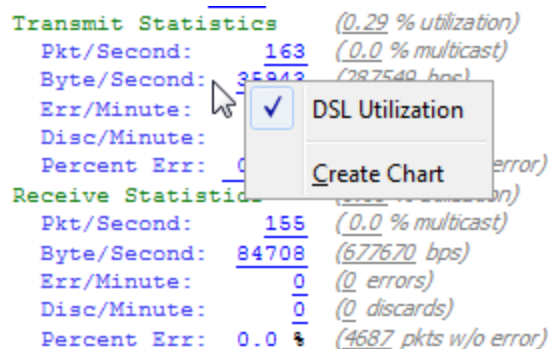 Transmit Statistics (0.29 % utilization)
Pkt/Second: 163 (0.0 % multicast)
Byte/Second: 35943 (287549 bps)
Err/Minute:
DSL Utilization
Disc/Minute:
Percent Err: error)
Create Chart
Receive
Pkt/Second: 155 (0.0 % multicast)
Byte/Second: 84708 (677670 bps)
Err/Minute: 0 (0 errors)
Disc/Minute: 0 (0 discards)
Percent Err: 0.0 % (4687 pkts w/o error)